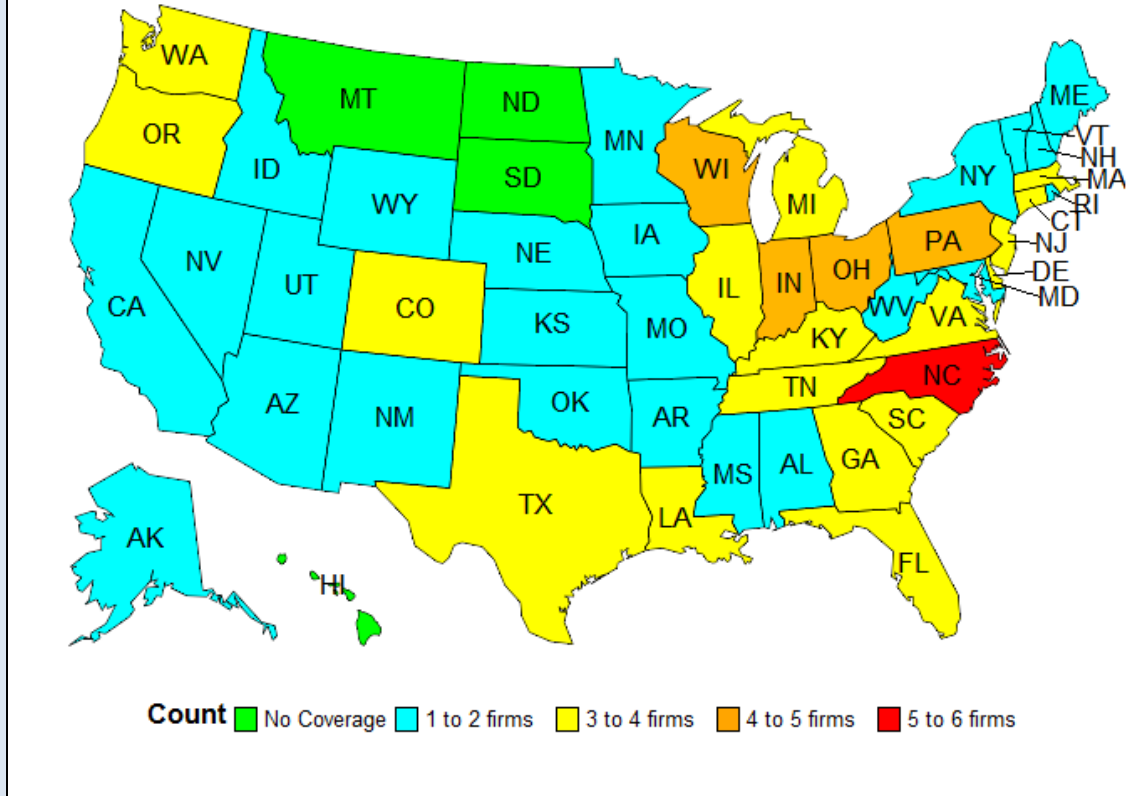 WA
MT
ND
ME
OR
MN
VT
ID
SD
WI
NH
NY
MA
WY
MI
RI
CT
IA
PA
NJ
NE
NV
OH
DE
UT
IL
IN
MD
CA
CO
WV
KS
MO
KY
VA
TN
NC
AZ
NM
OK
AR
SC
MS
AL
GA
TX
LA
AK
FL
HI
Count No Coverage 1 to 2 firms 3 to 4 firms 4 to 5 firms 5 to 6 firms